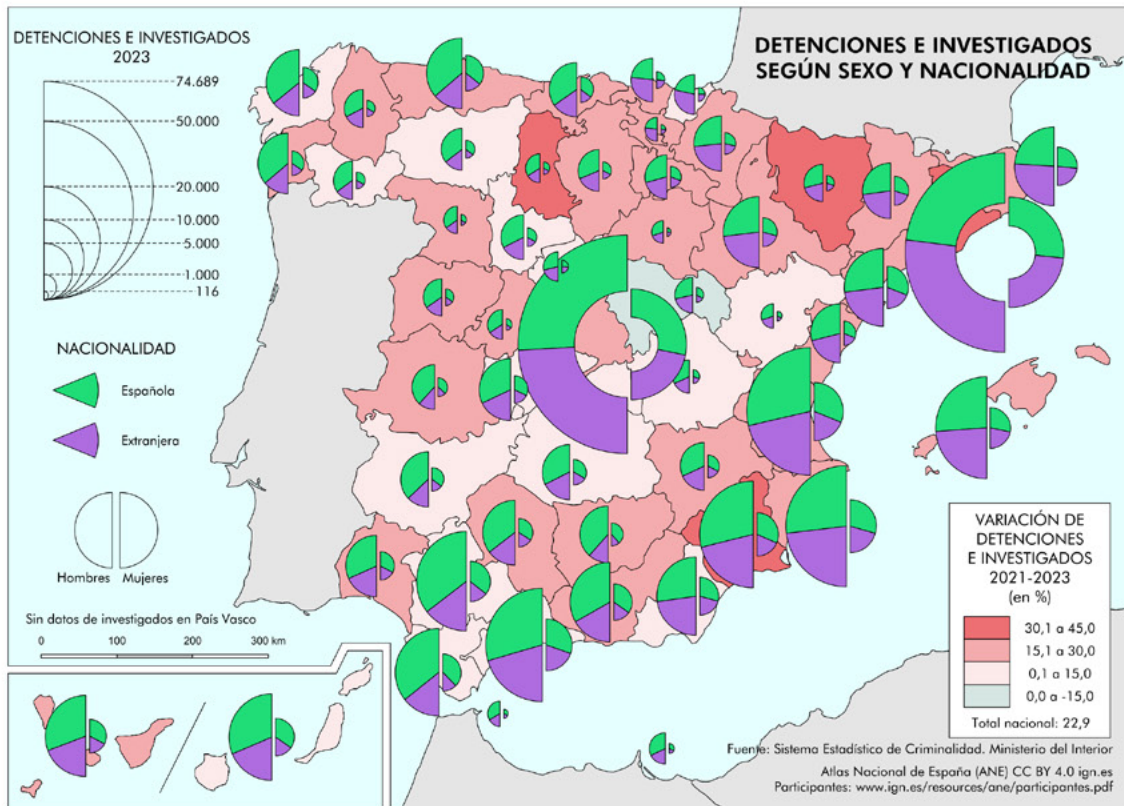 DETENCIONES E INVESTIGADOS
2023
74.689
50.000
20.000
10.000
5.000
1.000
116
NACIONALIDAD
Española
Extranjera
Hombres Mujeres
Sin datos de investigados en País Vasco
0 100 200 300 km
DETENCIONES E INVESTIGADOS
SEGÚN SEXO Y NACIONALIDAD
VARIACIÓN DE
DETENCIONES
E INVESTIGADOS
2021-2023
(en %)
30,1 a 45,0
15,1 a 30,0
0,1 a 15,0
0,0 a -15,0
Total nacional: 22,9
Fuente: Sistema Estadístico de Criminalidad. Ministerio del Interior
Atlas Nacional de España (ANE) CC BY 4.0 ign.es
Participantes: www.ign.es/resources/ane/participantes.pdf